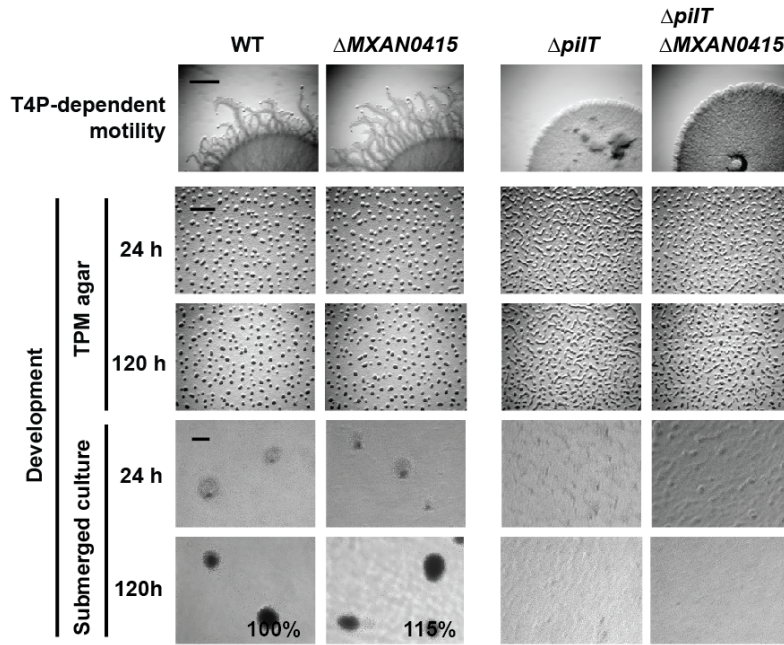 WT
ΔMXAN0415
ΔpilT
ΔpilT
ΔMXAN0415
T4P-dependent
motility
Development
TPM agar
24 h
120 h
Submerged culture
24 h
120h
100%
115%